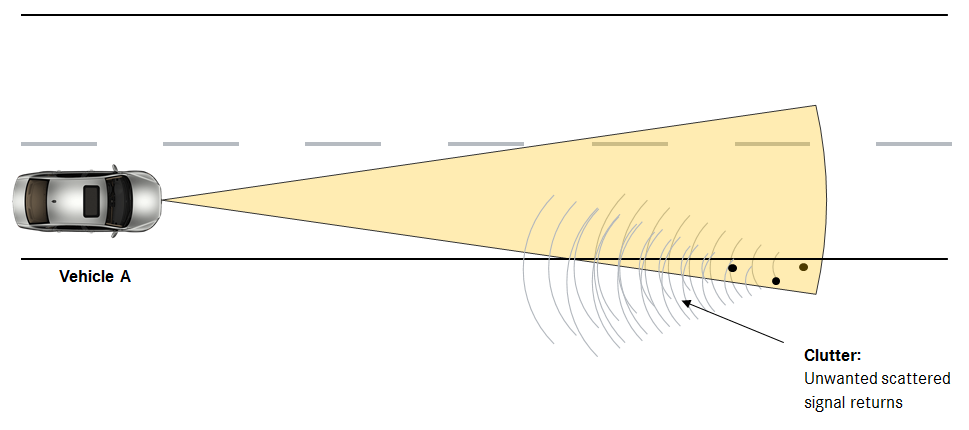 Vehicle A
Clutter:
Unwanted scattered
signal returns